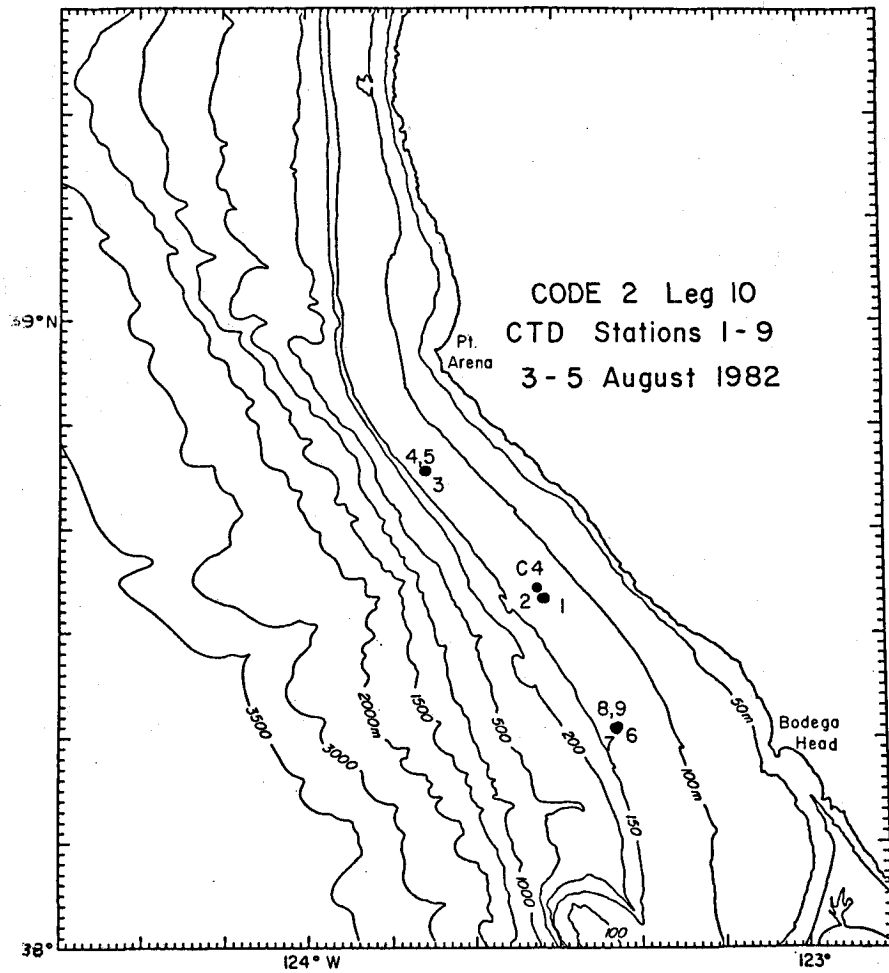 CODE 2 Leg 10
CTD Stations 1-9
3-5 August 1982
39°N
Pt.
Arena
4,5
3
C4
2 1
8,9
7 6
Bodega
Head
3500
3000
2000m
1500
500
200
50m
100m
150
1000
100
38°
124° W
123°